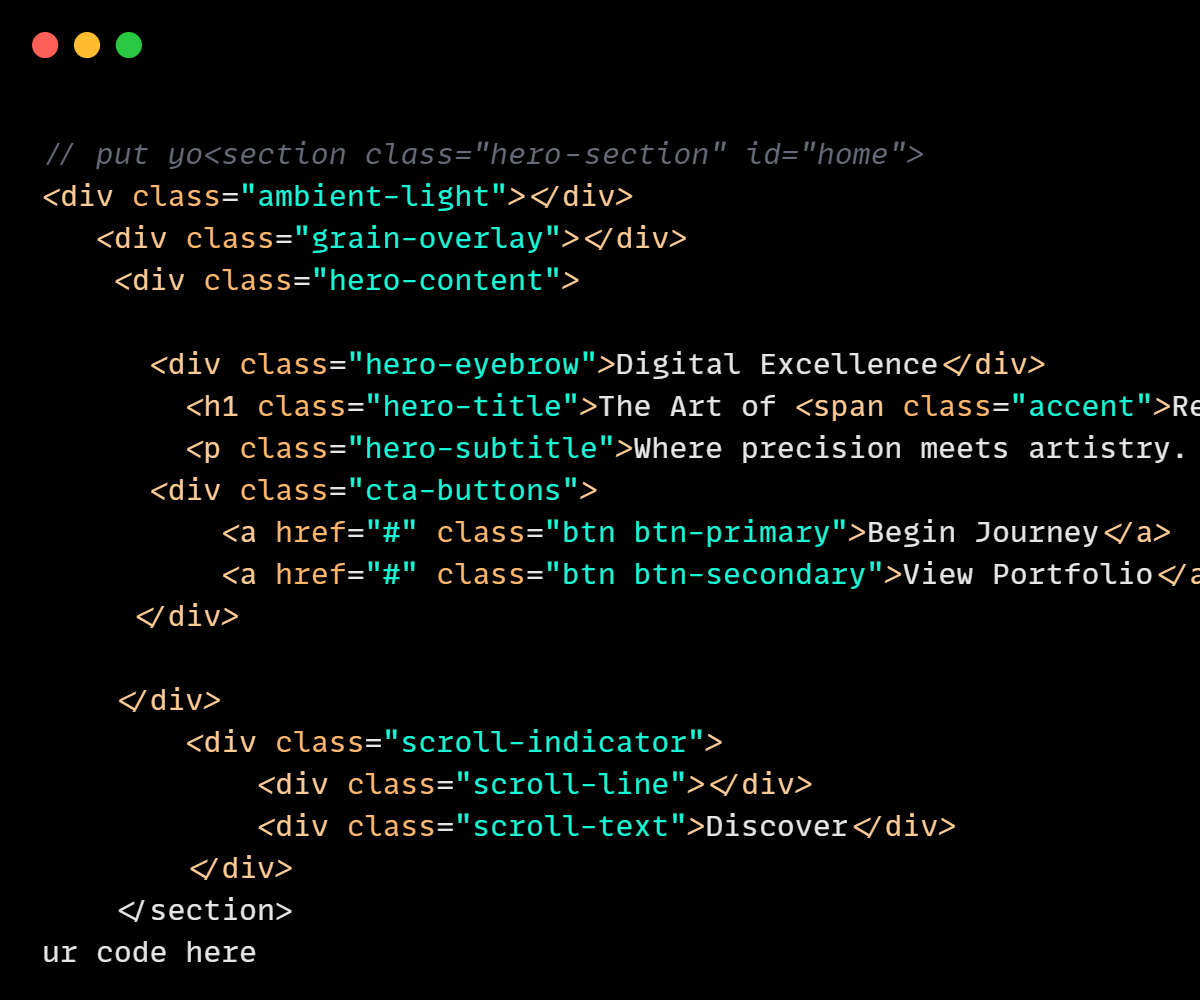 // put yo<section class="hero-section" id="home">
<div class="ambient-light"></div>
<div class="grain-overlay"></div>
<div class="hero-content">
<div class="hero-eyebrow">Digital Excellence</div>
<h1 class="hero-title">The Art of <span class="accent">Re
<p class="hero-subtitle">Where precision meets artistry.
<div class="cta-buttons">
<a href="#" class="btn btn-primary">Begin Journey</a>
<a href="#" class="btn btn-secondary">View Portfolio</a
</div>
</div>
<div class="scroll-indicator">
<div class="scroll-line"></div>
<div class="scroll-text">Discover</div>
</div>
</section>
ur code here